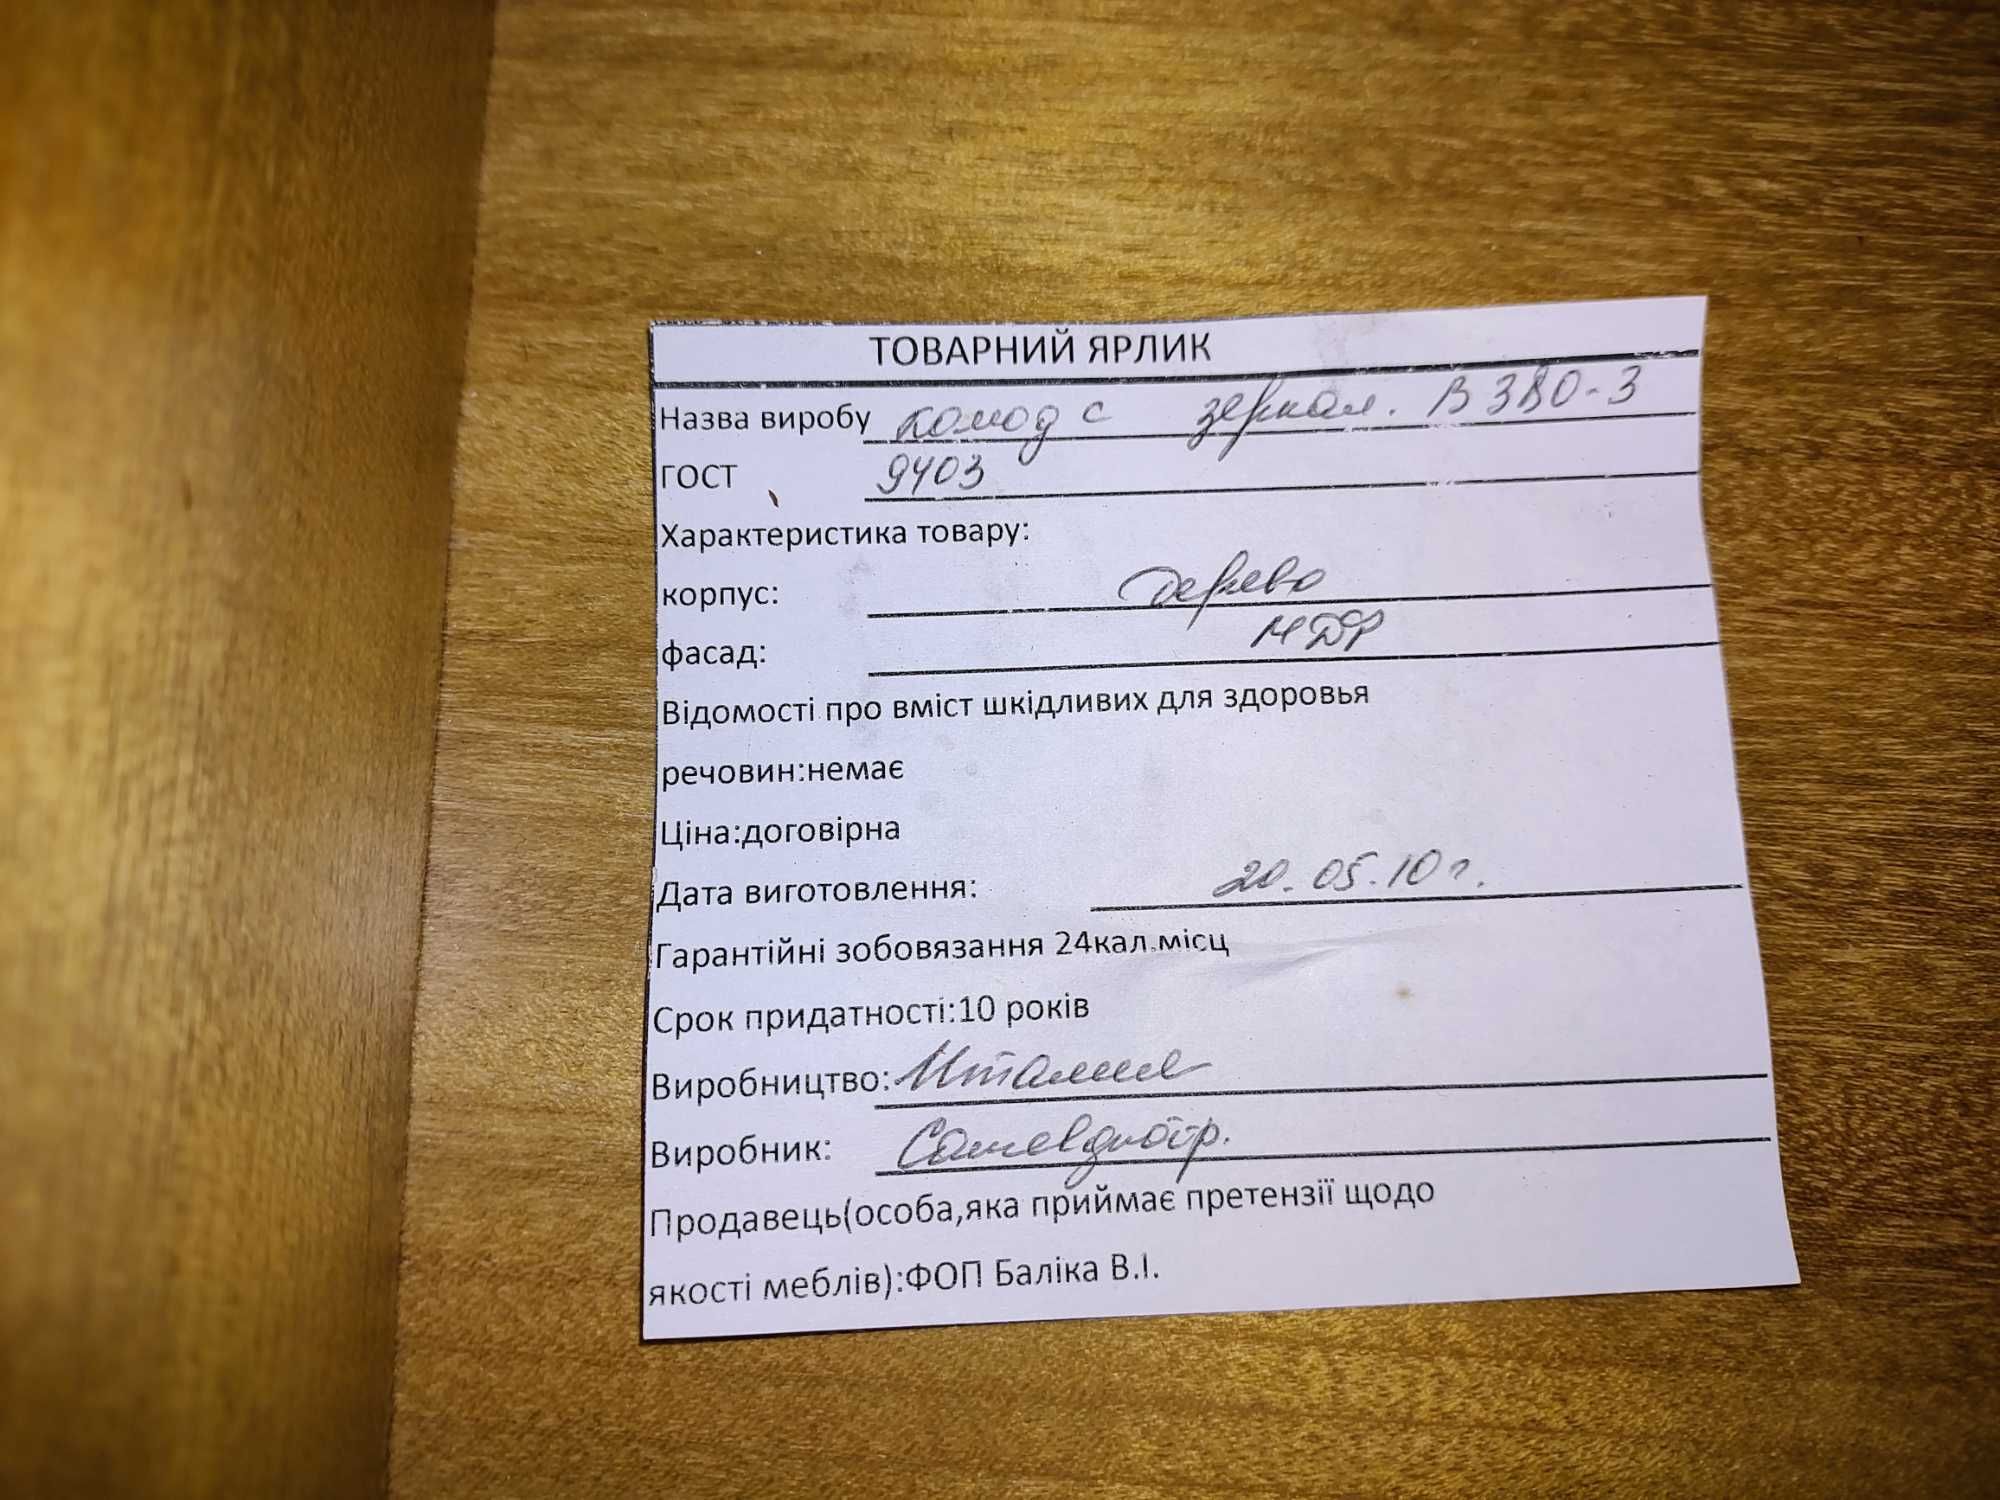 ТОВАРНИЙ ЯРЛИК
Назва виробу комод с зеркал. В 380-3
ГОСТ 9403
Характеристика товару:
корпус: дерево
фасад: МДФ
Відомості про вміст шкідливих для здоровья
речовин:немає
Ціна:договірна
Дата виготовлення: 20.05.10 г.
Гарантійні зобовязання 24кал.місц
Срок придатності:10 років
Виробництво: Италия
Виробник:
Продавець(особа,яка приймає претензії щодо
якості меблів):ФОП Баліка В.І.